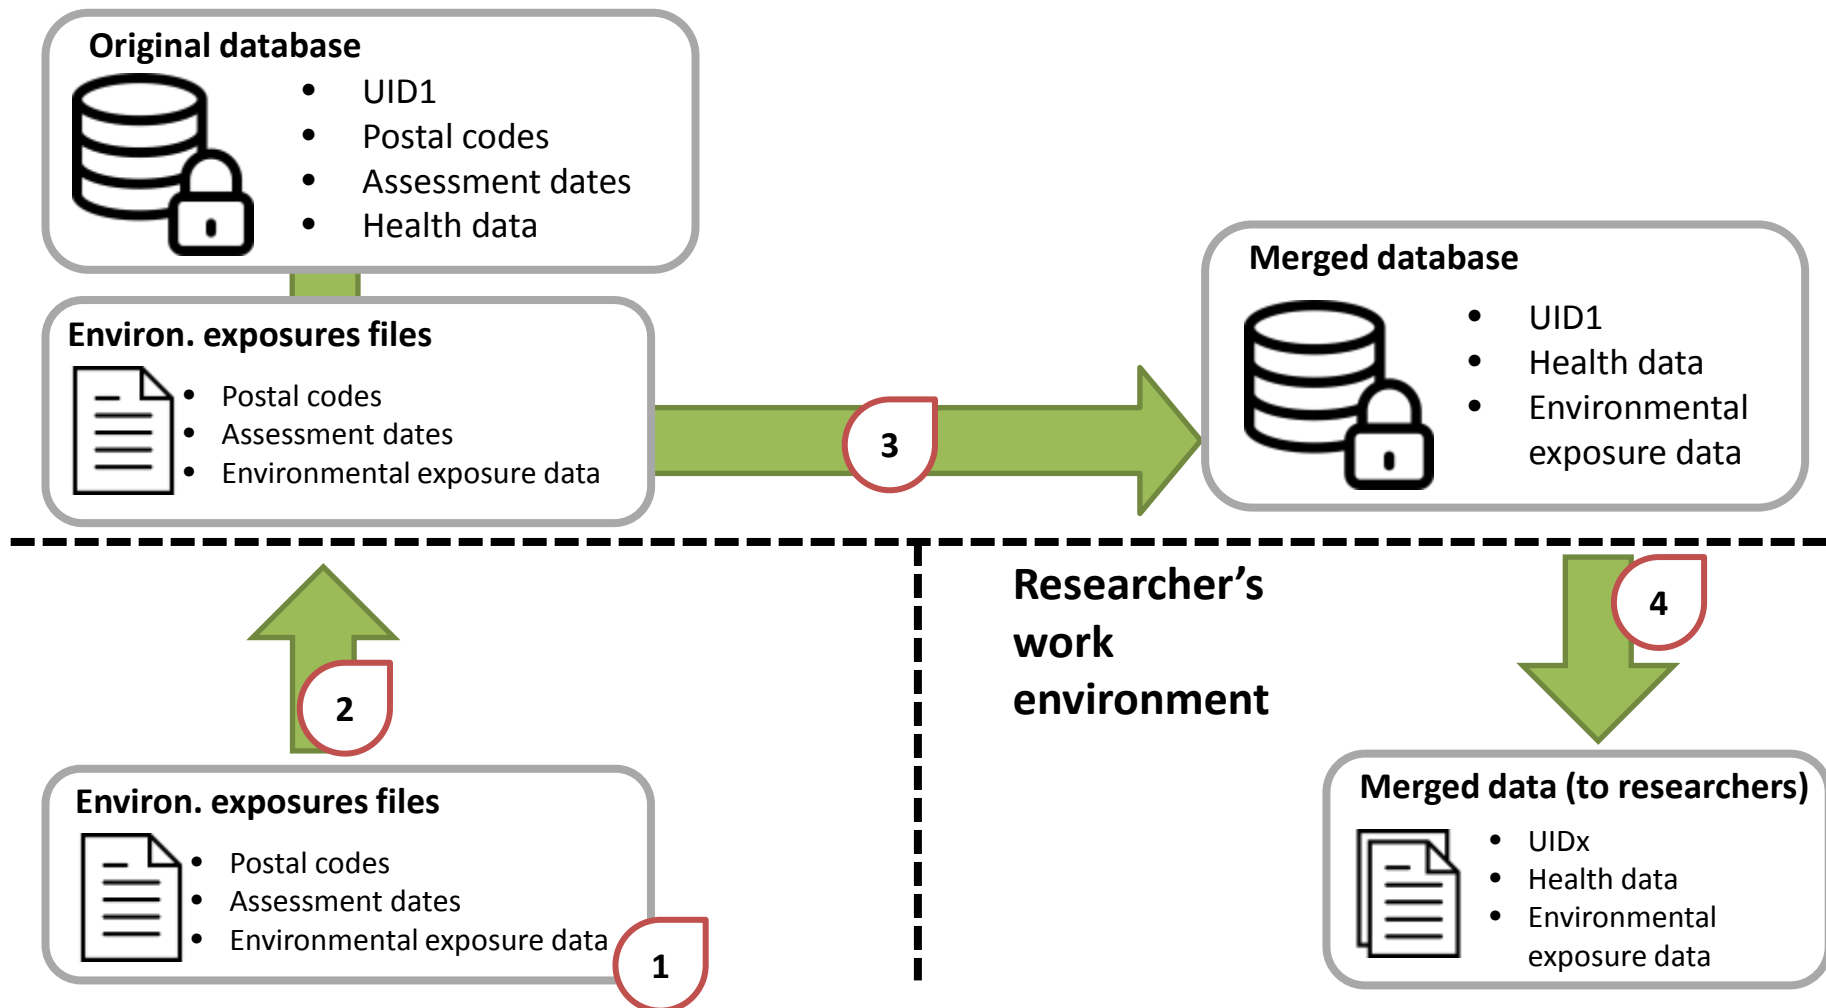 Original database
• UID1
• Postal codes
• Assessment dates
• Health data
Environ. exposures files
• Postal codes
• Assessment dates
• Environmental exposure data
3
Merged database
• UID1
• Health data
• Environmental
exposure data
2
Environ. exposures files
• Postal codes
• Assessment dates
• Environmental exposure data
1
Researcher’s
work
environment
4
Merged data (to researchers)
• UIDx
• Health data
• Environmental
exposure data